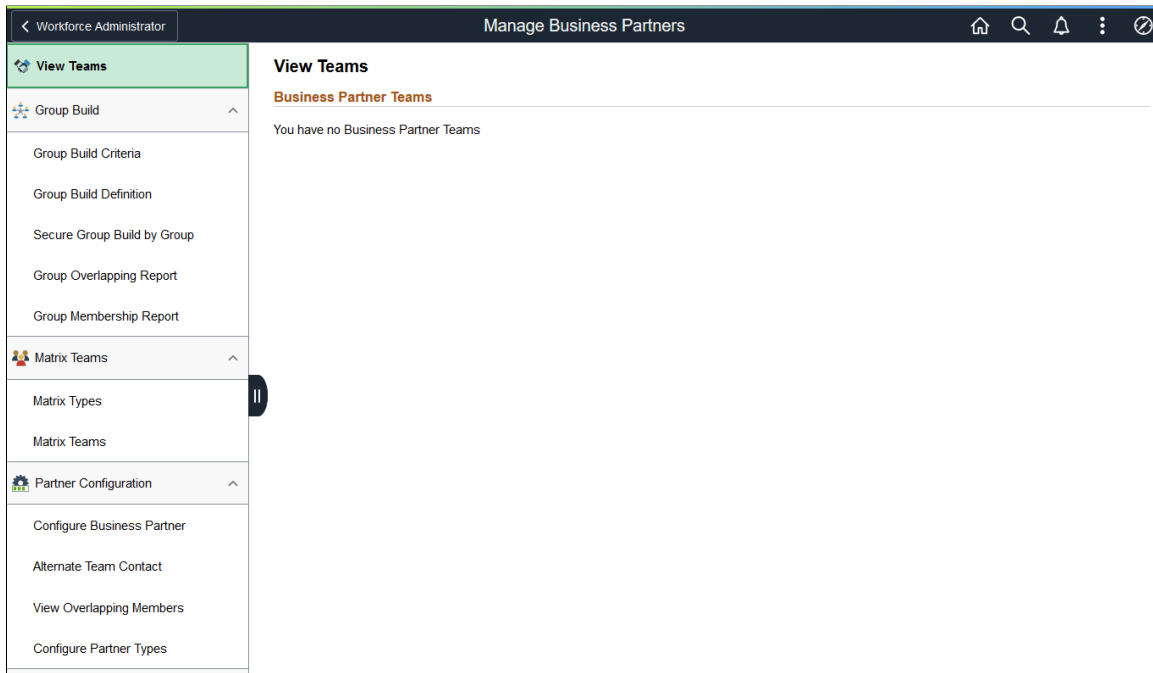 Workforce Administrator
Manage Business Partners
View Teams
Group Build
Group Build Criteria
Group Build Definition
Secure Group Build by Group
Group Overlapping Report
Group Membership Report
Matrix Teams
Matrix Types
Matrix Teams
Partner Configuration
Configure Business Partner
Alternate Team Contact
View Overlapping Members
Configure Partner Types
View Teams
Business Partner Teams
You have no Business Partner Teams